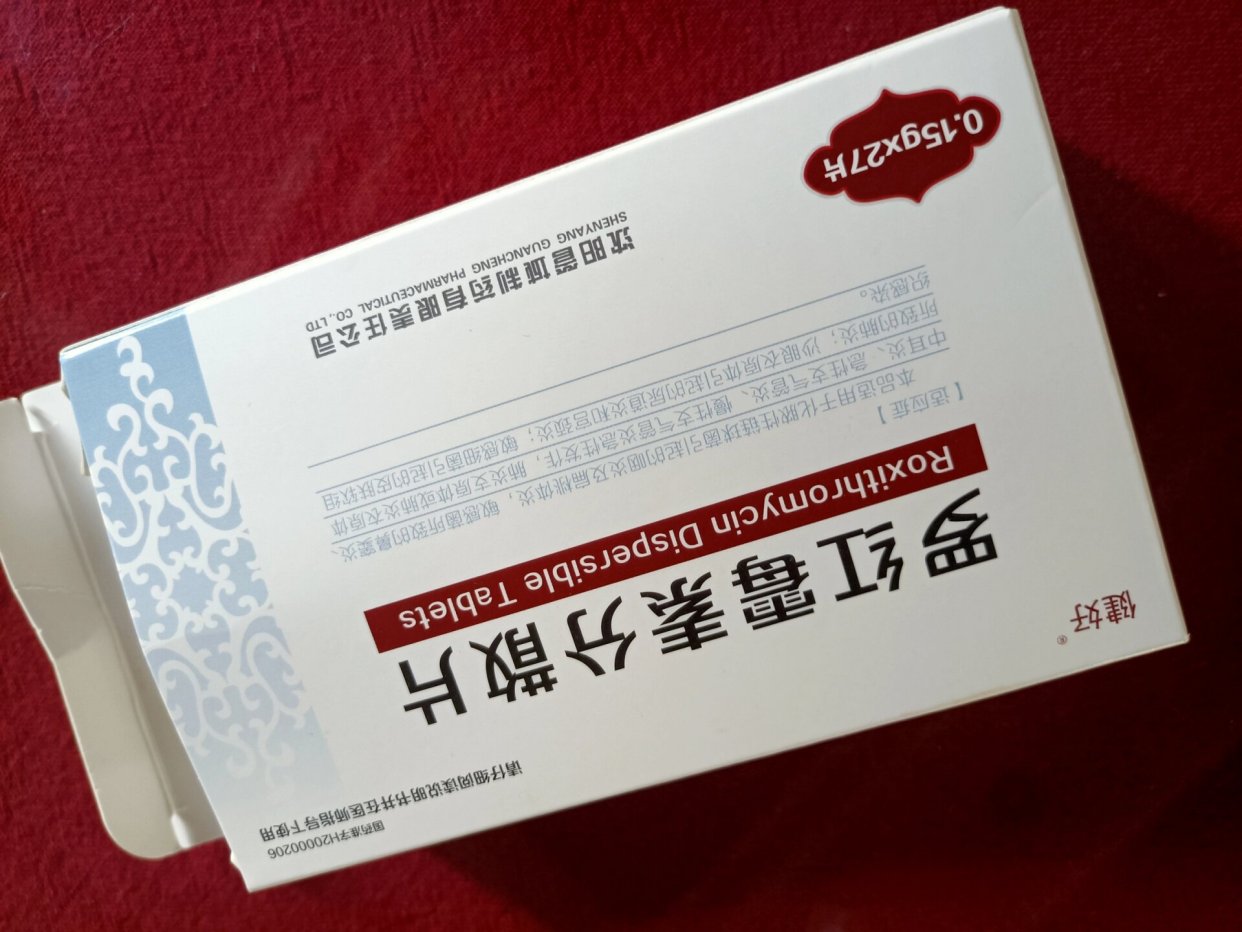 国药准字H20000206
请仔细阅读说明书并在医师指导下使用
健好®
罗红霉素分散片
Roxithromycin Dispersible Tablets
【适应症】
本品适用于化脓性链球菌引起的咽炎及扁桃体炎，敏感菌所致的鼻窦炎、
中耳炎、急性支气管炎、慢性支气管炎急性发作，肺炎支原体或肺炎衣原体
所致的肺炎；沙眼衣原体引起的尿道炎和宫颈炎；敏感细菌引起的皮肤软组
织感染。
沈阳管城制药有限责任公司
SHENYANG GUANCHENG PHARMACEUTICAL CO., LTD
0.15gx27片